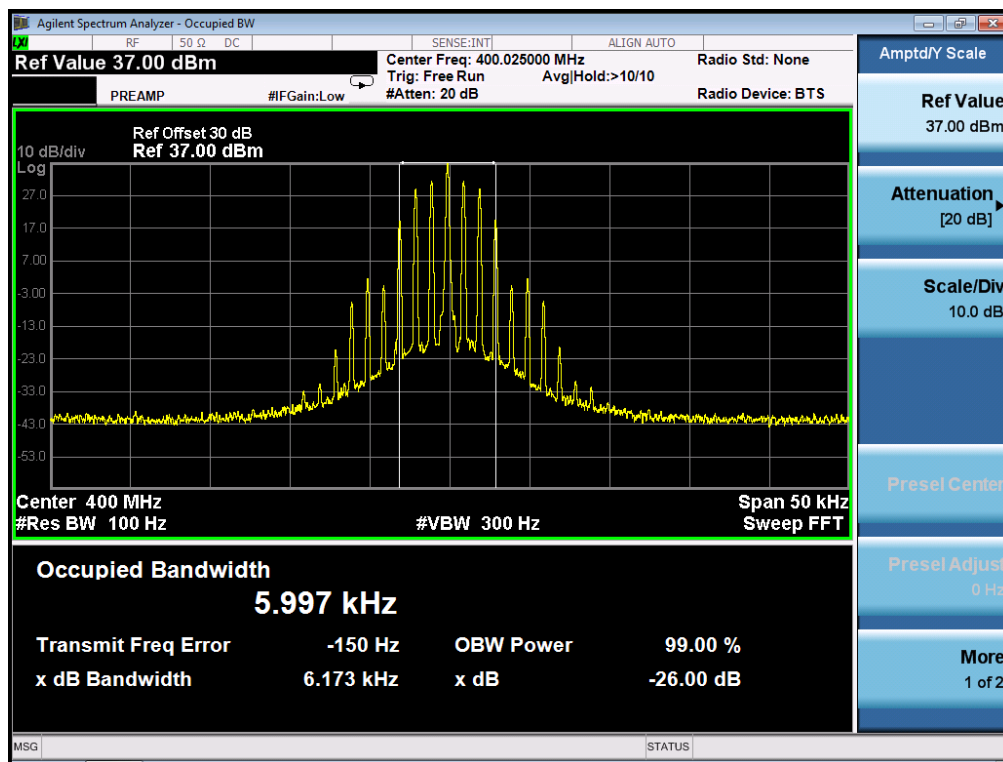 Agilent Spectrum Analyzer - Occupied BW
LXI RF 50 Ω DC SENSE:INT ALIGN AUTO
Ref Value 37.00 dBm
Center Freq: 400.025000 MHz
Radio Std: None
Trig: Free Run Avg|Hold:>10/10
PREAMP #IFGain:Low #Atten: 20 dB Radio Device: BTS
Ref Offset 30 dB
10 dB/div Ref 37.00 dBm
Log
27.0
17.0
7.00
-3.00
-13.0
-23.0
-33.0
-43.0
-53.0
Center 400 MHz Span 50 kHz
#Res BW 100 Hz #VBW 300 Hz Sweep FFT
Occupied Bandwidth
5.997 kHz
Transmit Freq Error -150 Hz OBW Power 99.00 %
x dB Bandwidth 6.173 kHz x dB -26.00 dB
MSG STATUS
Amptd/Y Scale
Ref Value
37.00 dBm
Attenuation
[20 dB]
Scale/Div
10.0 dB
Presel Center
Presel Adjust
0 Hz
More
1 of 2